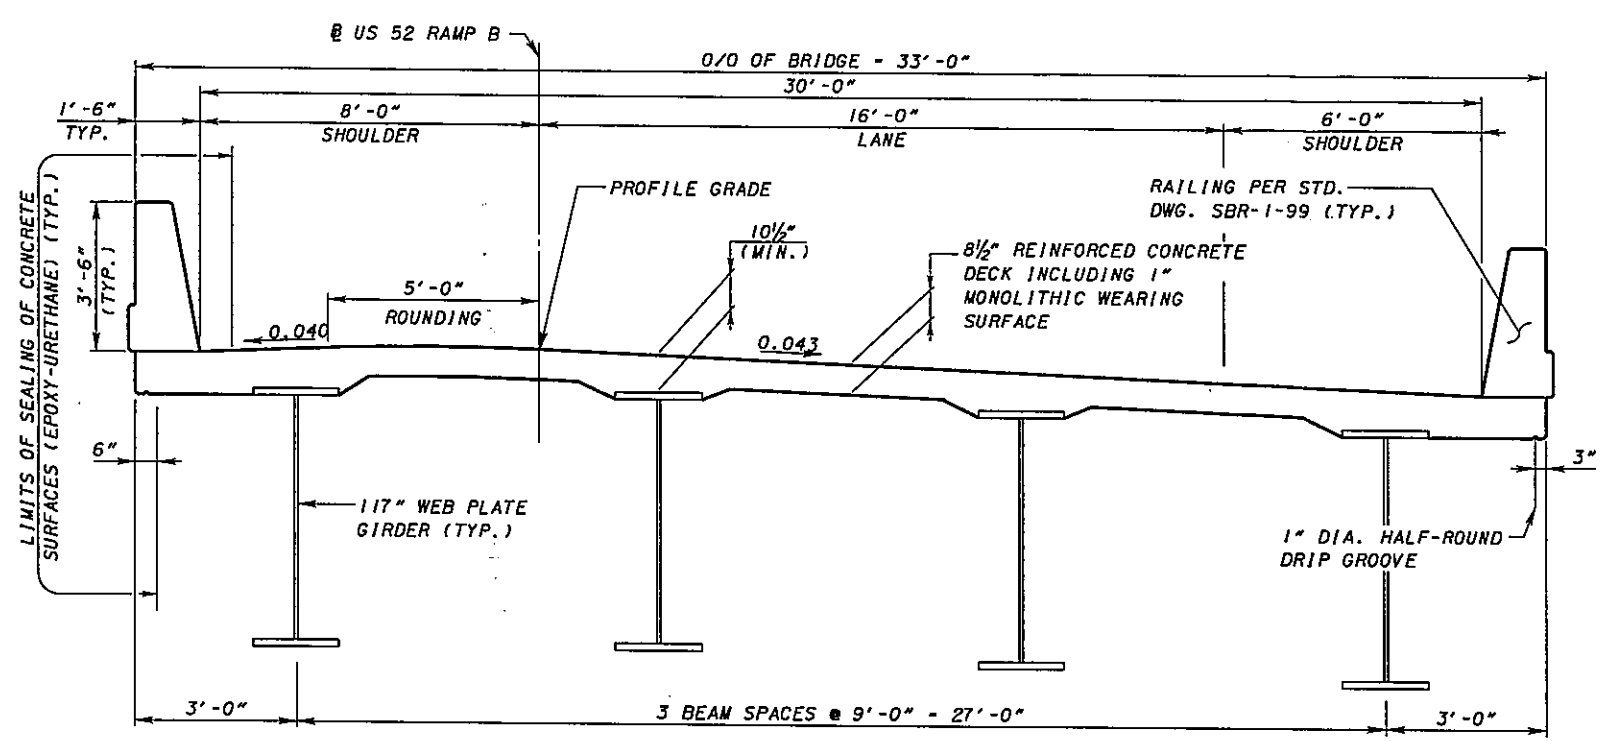 ℄ US 52 RAMP B
O/O OF BRIDGE = 33'-0"
30'-0"
1'-6"
TYP.
8'-0"
SHOULDER
16'-0"
LANE
6'-0"
SHOULDER
LIMITS OF SEALING OF CONCRETE
SURFACES (EPOXY-URETHANE) (TYP.)
3'-6"
(TYP.)
PROFILE GRADE
RAILING PER STD.
DWG. SBR-1-99 (TYP.)
10½"
(MIN.)
8½" REINFORCED CONCRETE
DECK INCLUDING 1"
MONOLITHIC WEARING
SURFACE
5'-0"
ROUNDING
0.040
0.043
6"
3"
117" WEB PLATE
GIRDER (TYP.)
1" DIA. HALF-ROUND
DRIP GROOVE
3'-0"
3 BEAM SPACES @ 9'-0" = 27'-0"
3'-0"